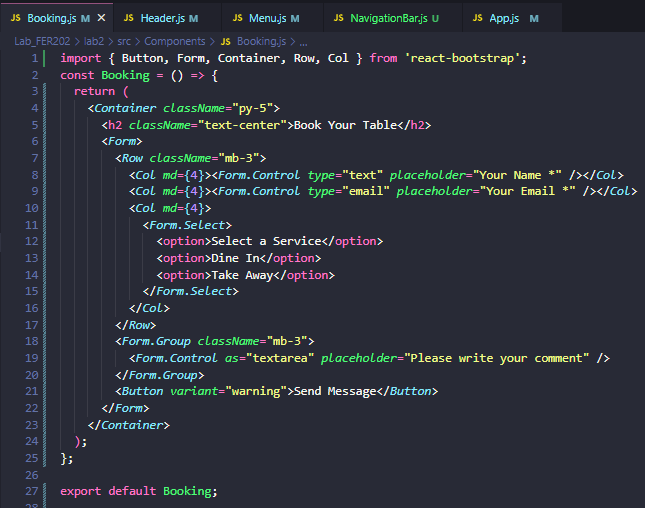 JS Booking.js M × JS Header.js M JS Menu.js M JS NavigationBar.js U JS App.js M
Lab_FER202 > lab2 > src > Components > JS Booking.js > ...
1 import { Button, Form, Container, Row, Col } from 'react-bootstrap';
2 const Booking = () => {
3   return (
4     <Container className="py-5">
5       <h2 className="text-center">Book Your Table</h2>
6       <Form>
7         <Row className="mb-3">
8           <Col md={4}><Form.Control type="text" placeholder="Your Name *" /></Col>
9           <Col md={4}><Form.Control type="email" placeholder="Your Email *" /></Col>
10           <Col md={4}>
11             <Form.Select>
12               <option>Select a Service</option>
13               <option>Dine In</option>
14               <option>Take Away</option>
15             </Form.Select>
16           </Col>
17         </Row>
18         <Form.Group className="mb-3">
19           <Form.Control as="textarea" placeholder="Please write your comment" />
20         </Form.Group>
21         <Button variant="warning">Send Message</Button>
22       </Form>
23     </Container>
24   );
25 };
26
27 export default Booking;
28